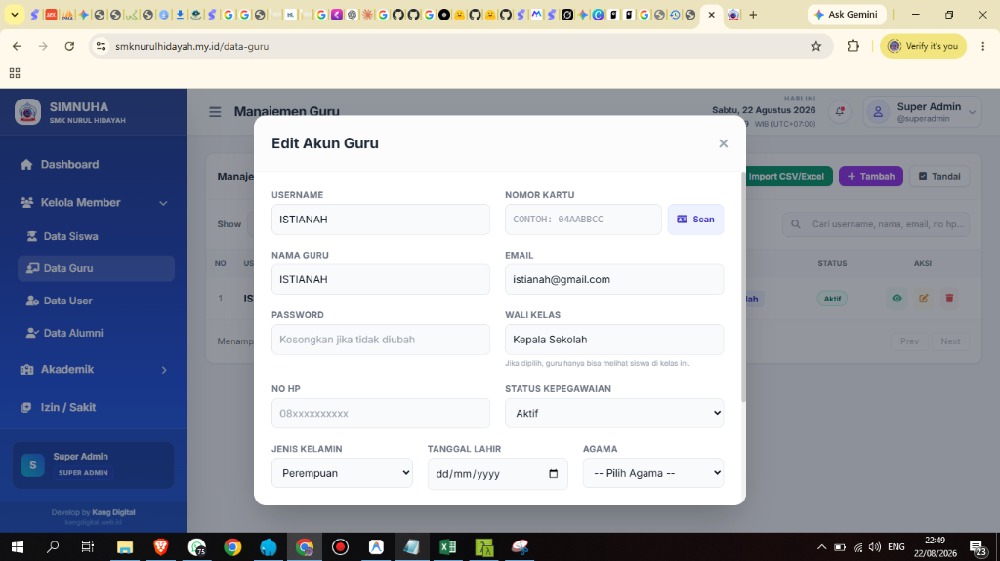 Ask Gemini
smknurulhidayah.my.id/data-guru
Verify it's you
SIMNUHA
SMK NURUL HIDAYAH
Manajemen Guru
HARI INI
Sabtu, 22 Agustus 2026
WIB (UTC+07:00)
Super Admin
@superadmin
Dashboard
Kelola Member
Data Siswa
Data Guru
Data User
Data Alumni
Akademik
Izin / Sakit
S
Super Admin
SUPER ADMIN
Develop by Kang Digital
kangdigital.web.id
Import CSV/Excel
+ Tambah
Tandai
Show
Cari username, nama, email, no hp...
NO
STATUS
AKSI
1
Aktif
Prev
Next
Edit Akun Guru
USERNAME
ISTIANAH
NOMOR KARTU
CONTOH: 04AABBCC
Scan
NAMA GURU
ISTIANAH
EMAIL
istianah@gmail.com
PASSWORD
Kosongkan jika tidak diubah
WALI KELAS
Kepala Sekolah
Jika dipilih, guru hanya bisa melihat siswa di kelas ini.
NO HP
08xxxxxxxxxx
STATUS KEPEGAWAIAN
Aktif
JENIS KELAMIN
Perempuan
TANGGAL LAHIR
dd/mm/yyyy
AGAMA
-- Pilih Agama --
75
ENG
22:49
22/08/2026
23